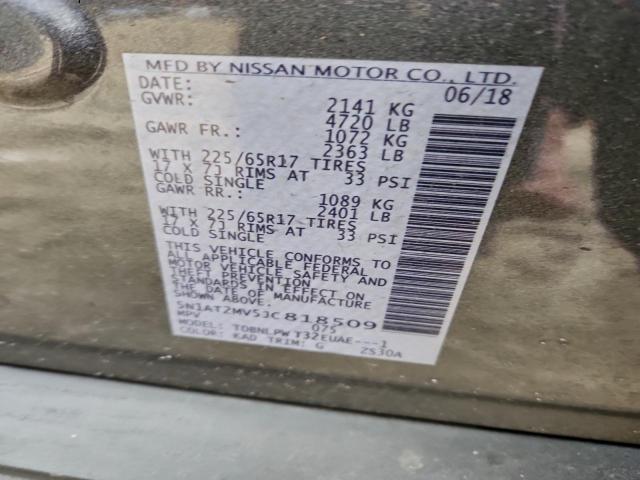 MFD BY NISSAN MOTOR CO., LTD.
DATE: 06/18
GVWR: 2141 KG
4720 LB
GAWR FR.: 1072 KG
2363 LB
WITH 225/65R17 TIRES
17 X 7J RIMS AT 33 PSI
COLD SINGLE
GAWR RR.: 1089 KG
2401 LB
WITH 225/65R17 TIRES
17 X 7J RIMS AT 33 PSI
COLD SINGLE
THIS VEHICLE CONFORMS TO
ALL APPLICABLE FEDERAL
MOTOR VEHICLE SAFETY AND
THEFT PREVENTION
STANDARDS IN EFFECT ON
THE DATE OF MANUFACTURE
SHOWN ABOVE.
5N1AT2MV5JC818509
MPV 075
MODEL: TDBNLPW T32EUAE---1
COLOR: KAD TRIM: G ZS30A